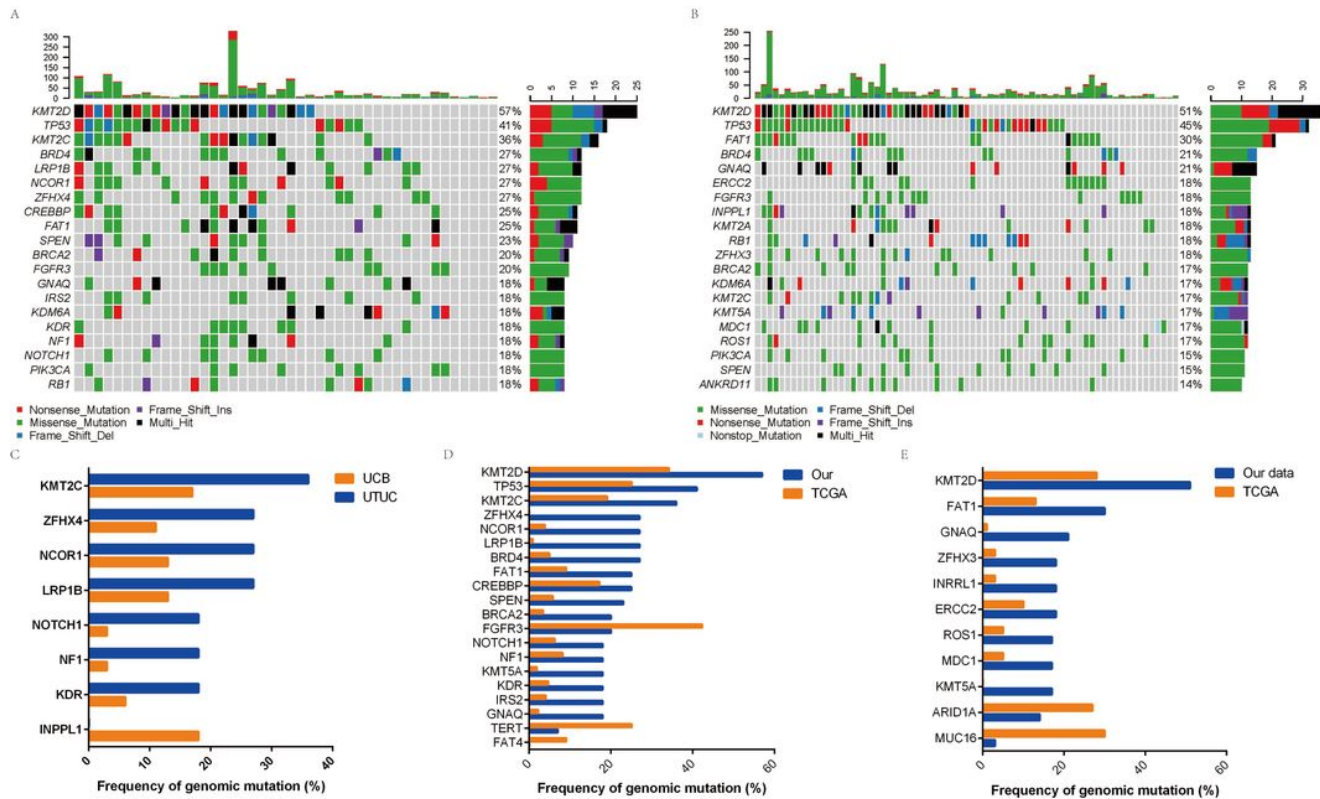 A
300
250
200
150
100
50
0
0 5 10 15 20 25
KMT2D 57%
TP53 41%
KMT2C 36%
BRD4 27%
LRP1B 27%
NCOR1 27%
ZFHX4 27%
CREBBP 25%
FAT1 25%
SPEN 23%
BRCA2 20%
FGFR3 20%
GNAQ 18%
IRS2 18%
KDM6A 18%
KDR 18%
NF1 18%
NOTCH1 18%
PIK3CA 18%
RB1 18%
Nonsense_Mutation Frame_Shift_Ins
Missense_Mutation Multi_Hit
Frame_Shift_Del
B
250
200
150
100
50
0
0 10 20 30
KMT2D 51%
TP53 45%
FAT1 30%
BRD4 21%
GNAQ 21%
ERCC2 18%
FGFR3 18%
INPPL1 18%
KMT2A 18%
RB1 18%
ZFHX3 18%
BRCA2 17%
KDM6A 17%
KMT2C 17%
KMT5A 17%
MDC1 17%
ROS1 17%
PIK3CA 15%
SPEN 15%
ANKRD11 14%
Missense_Mutation Frame_Shift_Del
Nonsense_Mutation Frame_Shift_Ins
Nonstop_Mutation Multi_Hit
C
UCB
UTUC
KMT2C
ZFHX4
NCOR1
LRP1B
NOTCH1
NF1
KDR
INPPL1
0 10 20 30 40
Frequency of genomic mutation (%)
D
Our
TCGA
KMT2D
TP53
KMT2C
ZFHX4
NCOR1
LRP1B
BRD4
FAT1
CREBBP
SPEN
BRCA2
FGFR3
NOTCH1
NF1
KMT5A
KDR
IRS2
GNAQ
TERT
FAT4
0 20 40 60
Frequency of genomic mutation (%)
E
Our data
TCGA
KMT2D
FAT1
GNAQ
ZFHX3
INRRL1
ERCC2
ROS1
MDC1
KMT5A
ARID1A
MUC16
0 20 40 60
Frequency of genomic mutation (%)